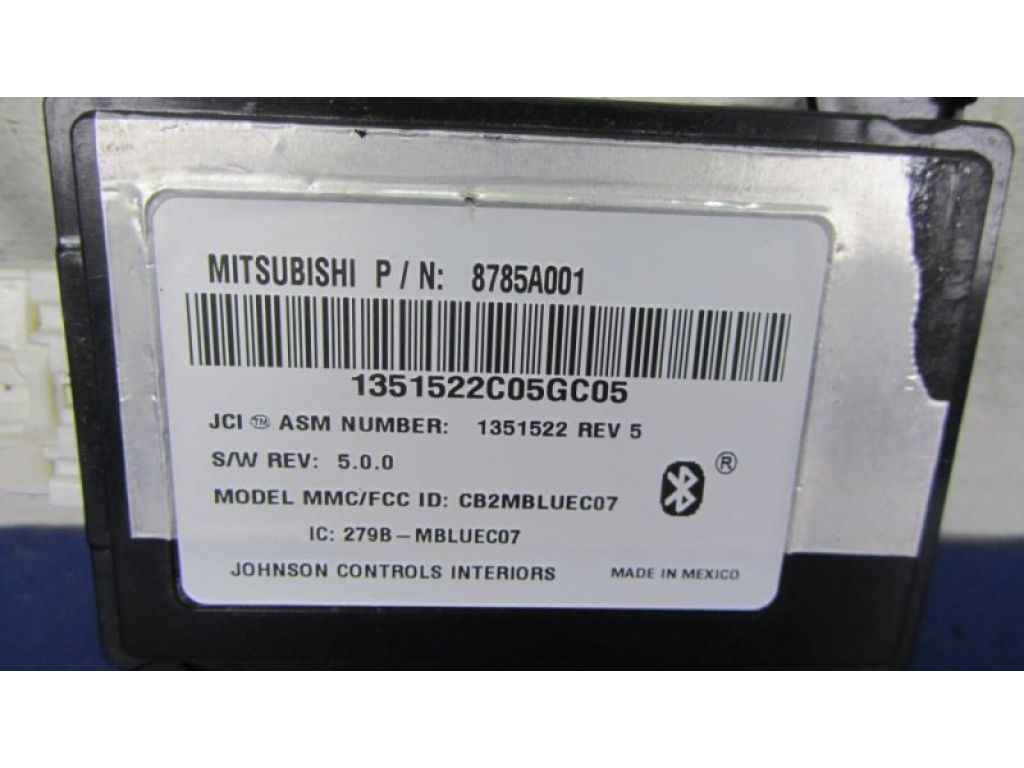 MITSUBISHI P / N: 8785A001
1351522C05GC05
JCI ™ ASM NUMBER: 1351522 REV 5
S/W REV: 5.0.0
®
MODEL MMC/FCC ID: CB2MBLUEC07
IC: 279B-MBLUEC07
JOHNSON CONTROLS INTERIORS MADE IN MEXICO